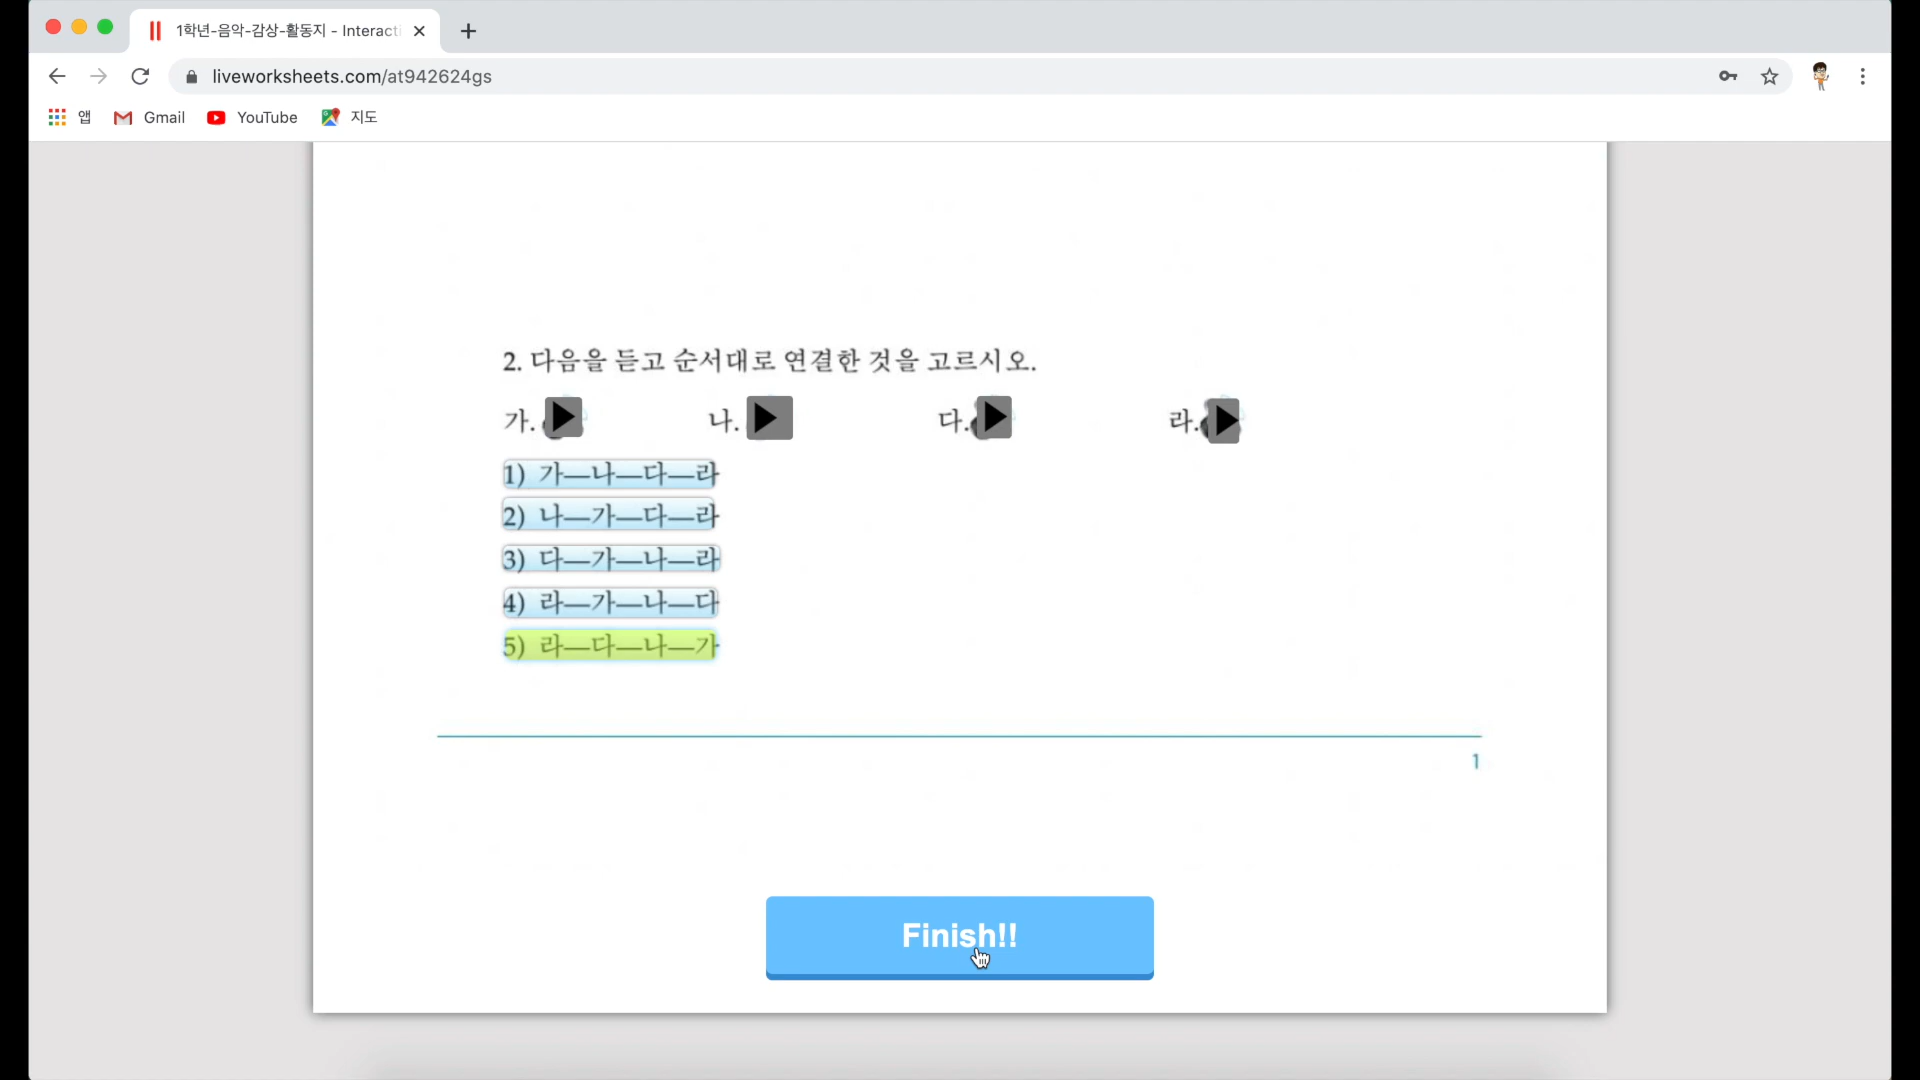 1학년-음악-감상-활동지 - Interacti
liveworksheets.com/at942624gs
앱 Gmail YouTube 지도
2. 다음을 듣고 순서대로 연결한 것을 고르시오.
가. 나. 다. 라.
1) 가—나—다—라
2) 나—가—다—라
3) 다—가—나—라
4) 라—가—나—다
5) 라—다—나—가
1
Finish!!